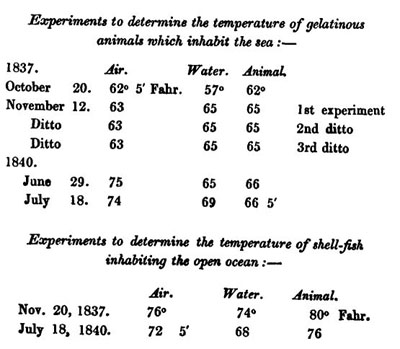 Experiments to determine the temperature of gelatinous
animals which inhabit the sea :—
1837. Air. Water. Animal.
October 20. 62° 5′ Fahr. 57° 62°
November 12. 63 65 65 1st experiment
Ditto 63 65 65 2nd ditto
Ditto 63 65 65 3rd ditto
1840.
June 29. 75 65 66
July 18. 74 69 66 5′
Experiments to determine the temperature of shell-fish
inhabiting the open ocean :—
Air. Water. Animal.
Nov. 20, 1837. 76° 74° 80° Fahr.
July 18, 1840. 72 5′ 68 76